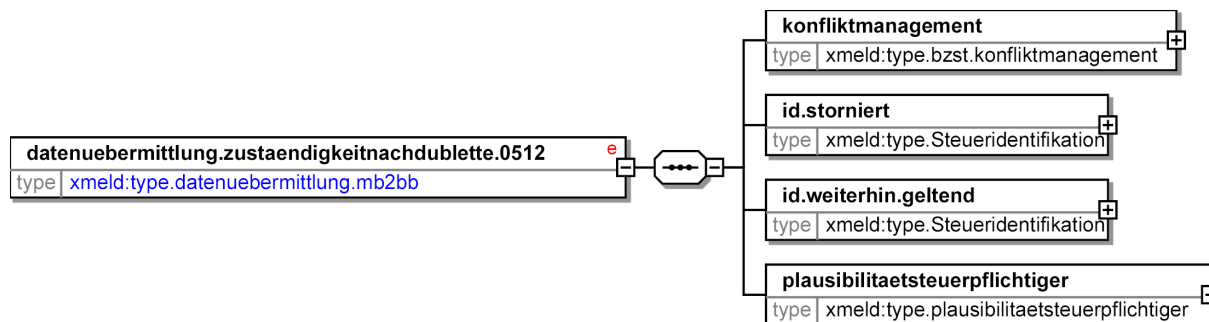 konfliktmanagement
type xmeld:type.bzst.konfliktmanagement
id.storniert
type xmeld:type.Steueridentifikation
datenuebermittlung.zustaendigkeitnachdublette.0512 e
type xmeld:type.datenuebermittlung.mb2bb
id.weiterhin.geltend
type xmeld:type.Steueridentifikation
plausibilitaetsteuerpflichtiger
type xmeld:type.plausibilitaetsteuerpflichtiger